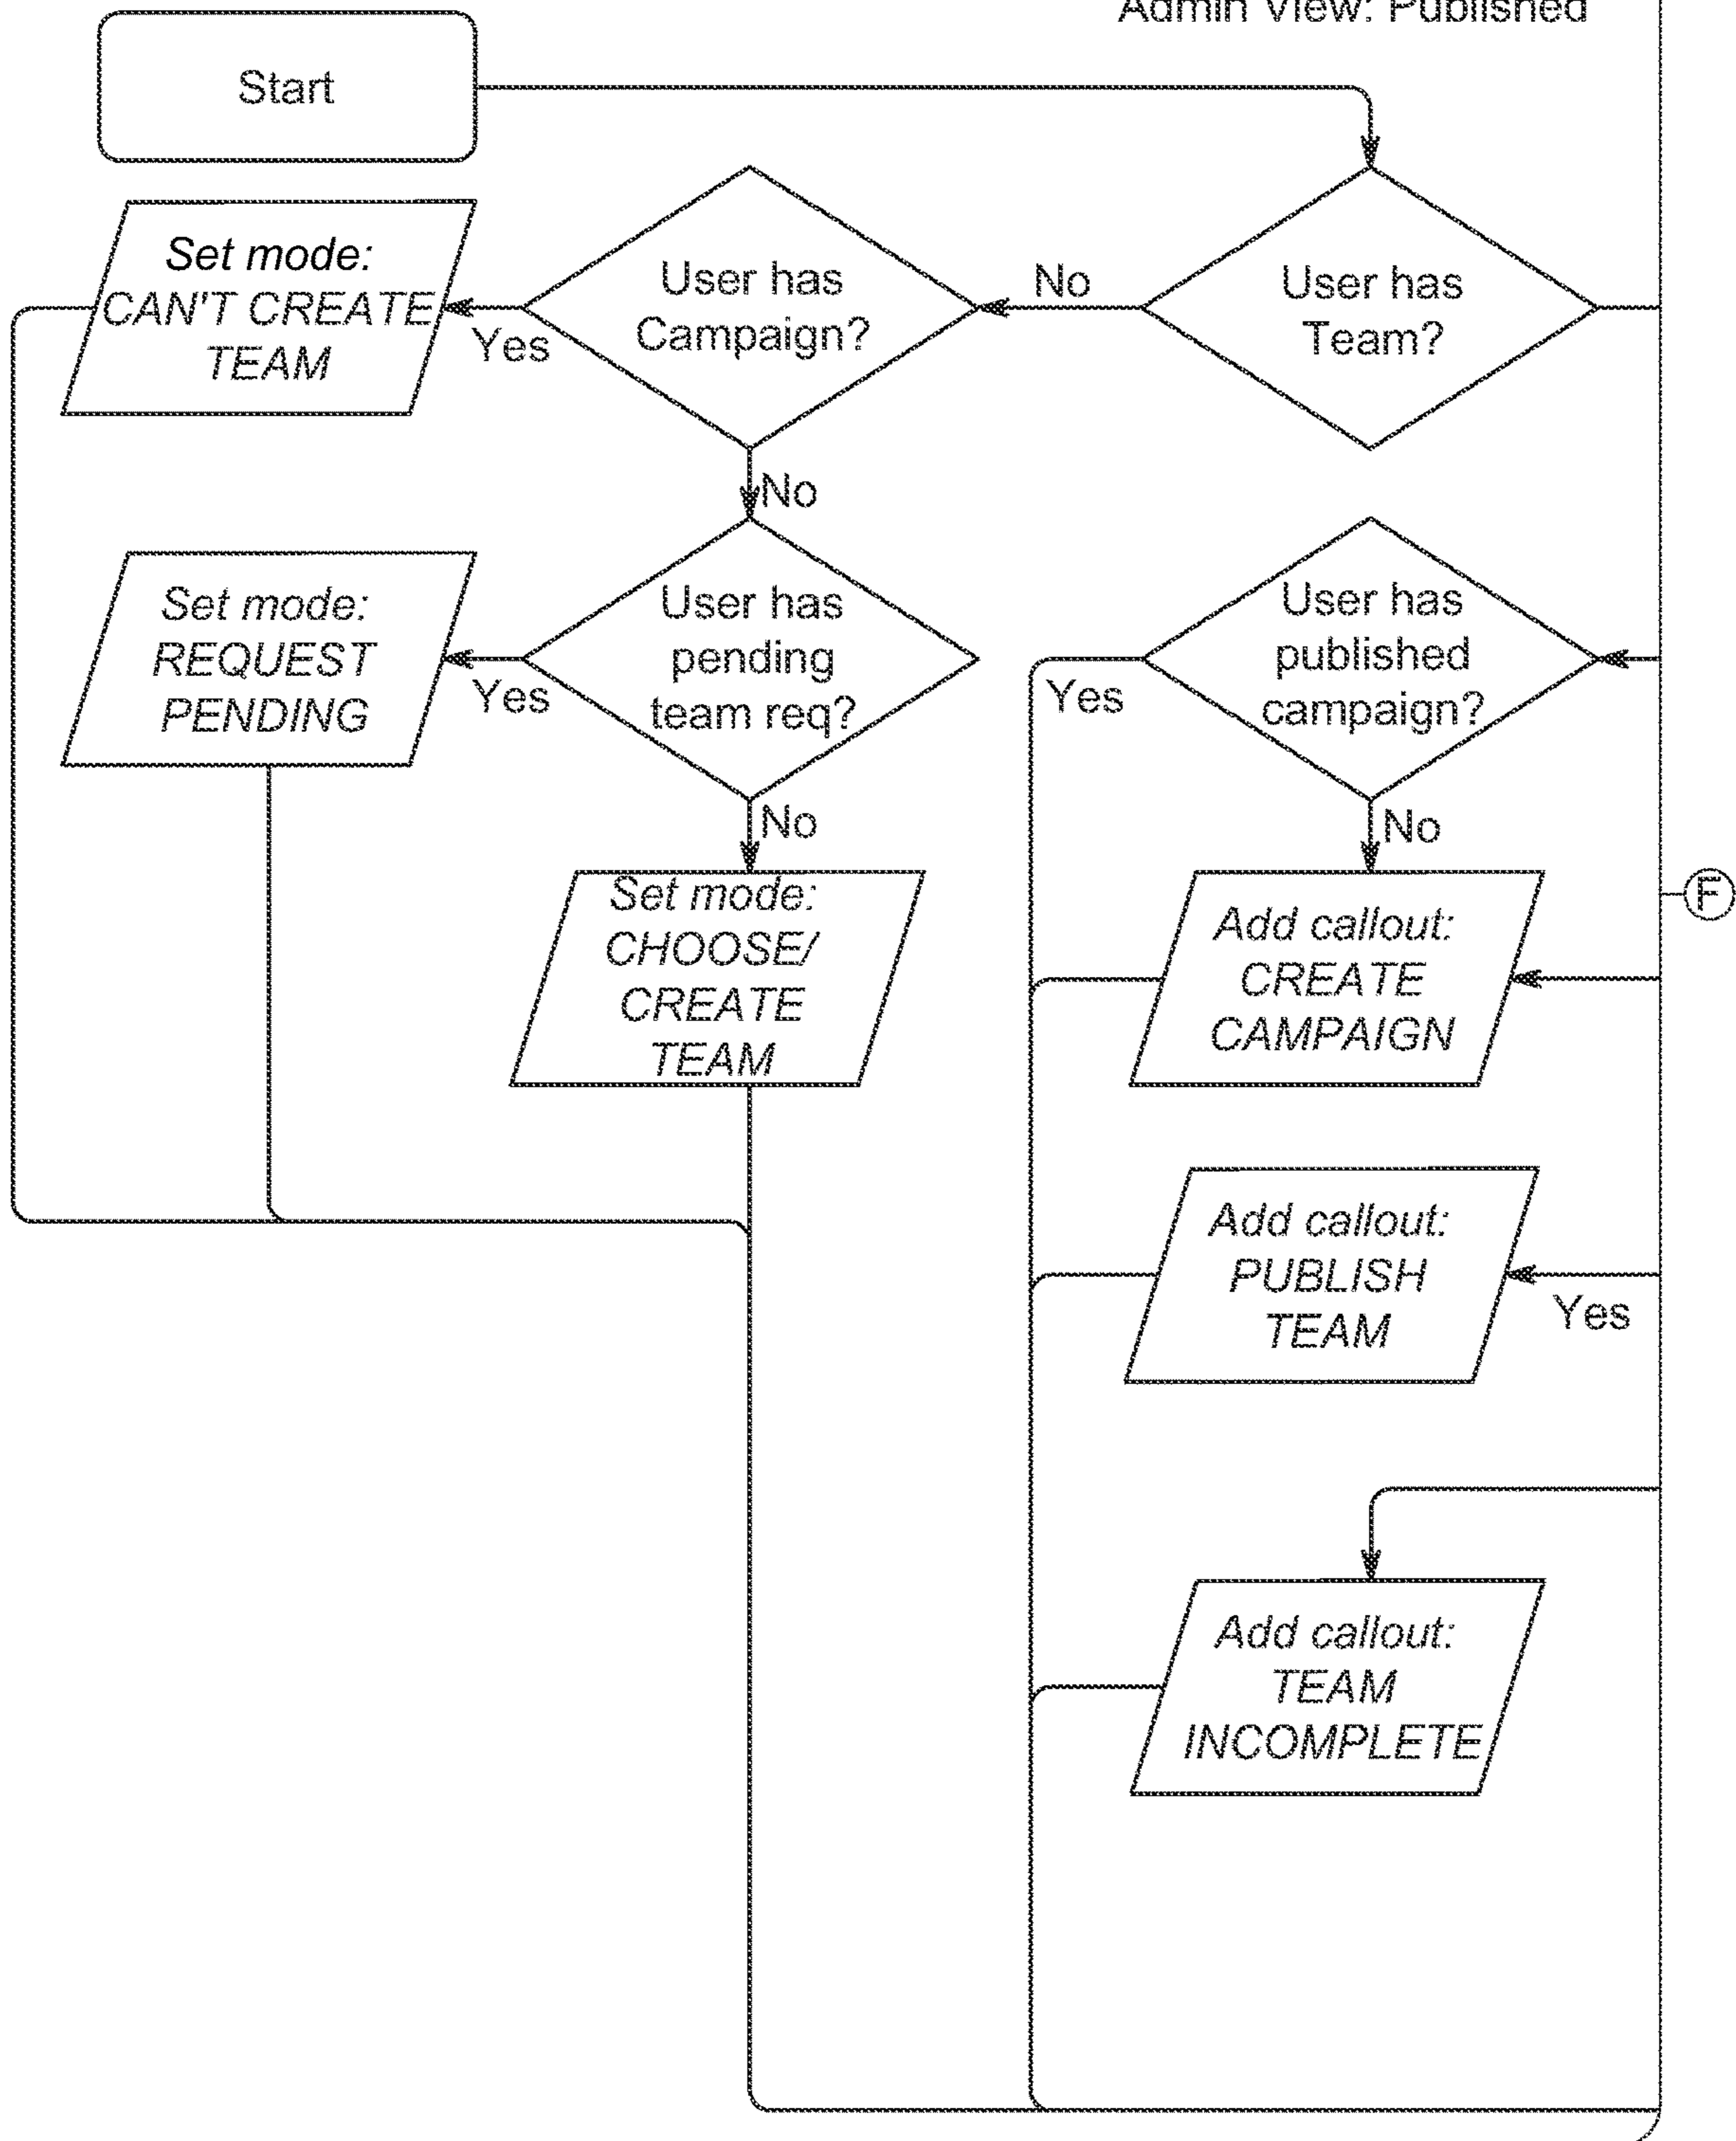 Admin View: Published
Start
Set mode:
CAN'T CREATE
TEAM
Yes
User has
Campaign?
No
User has
Team?
No
Set mode:
REQUEST
PENDING
Yes
User has
pending
team req?
Yes
User has
published
campaign?
No
No
Set mode:
CHOOSE/
CREATE
TEAM
Add callout:
CREATE
CAMPAIGN
F
Add callout:
PUBLISH
TEAM
Yes
Add callout:
TEAM
INCOMPLETE